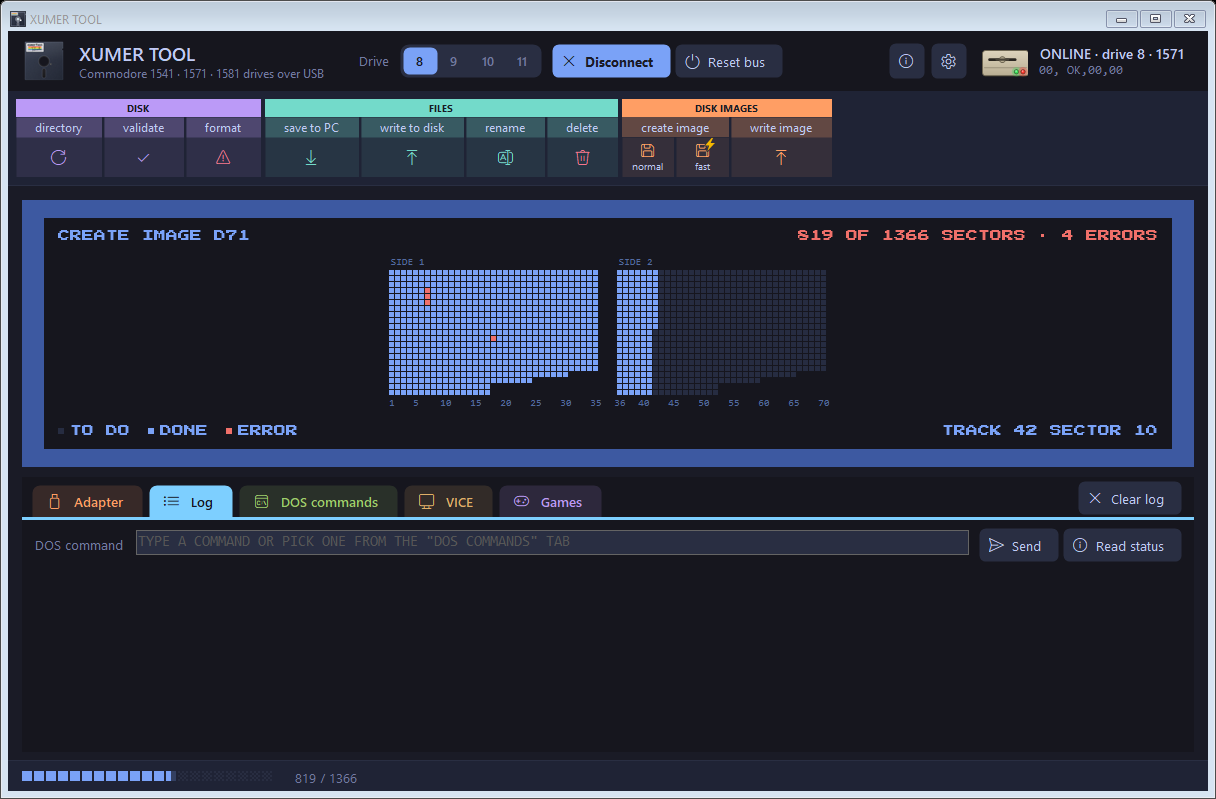 XUMER TOOL
XUMER TOOL
Commodore 1541 · 1571 · 1581 drives over USB
Drive 8 9 10 11
Disconnect
Reset bus
ONLINE · drive 8 · 1571
00, OK,00,00
DISK
FILES
DISK IMAGES
directory validate format
save to PC write to disk rename delete
create image write image
normal fast
CREATE IMAGE D71
819 OF 1366 SECTORS · 4 ERRORS
SIDE 1
SIDE 2
1 5 10 15 20 25 30 35
36 40 45 50 55 60 65 70
TO DO DONE ERROR
TRACK 42 SECTOR 10
Adapter Log DOS commands VICE Games
Clear log
DOS command
TYPE A COMMAND OR PICK ONE FROM THE "DOS COMMANDS" TAB
Send
Read status
819 / 1366